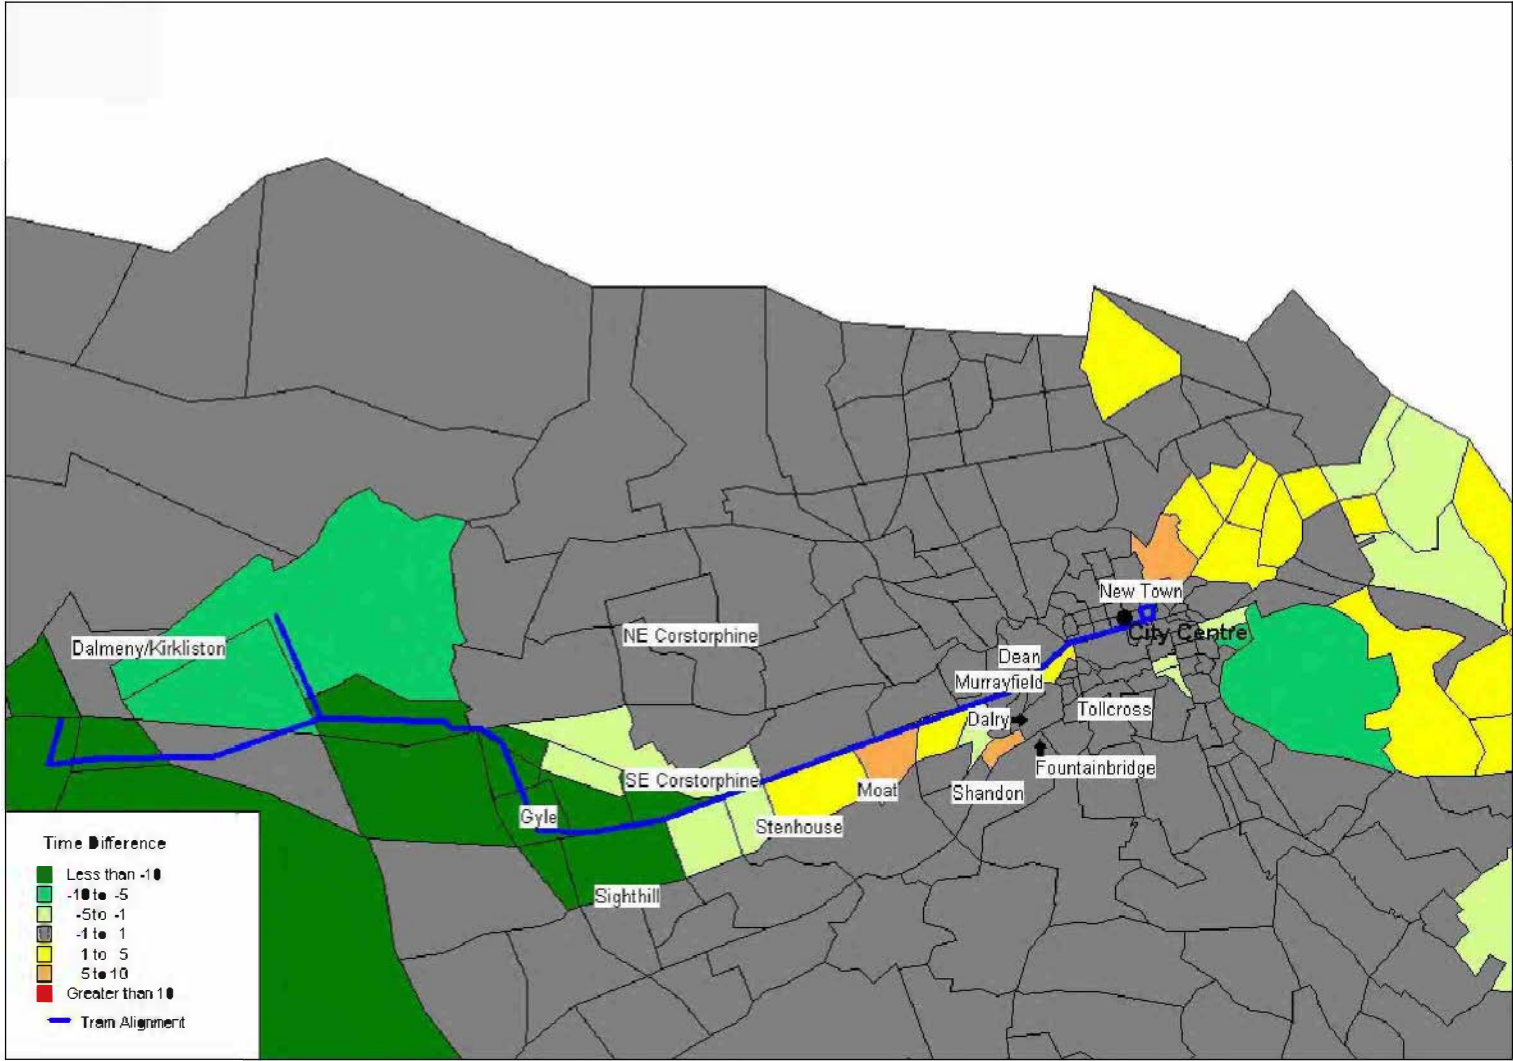 New Town
City Centre
Dalmeny/Kirkliston
NE Corstorphine
Dean
Murrayfield
Tollcross
Dalry
Fountainbridge
SE Corstorphine
Moat
Shandon
Gyle
Stenhouse
Sighthill
Time Difference
Less than -10
-10 to -5
-5 to -1
-1 to 1
1 to 5
5 to 10
Greater than 10
Tram Alignment